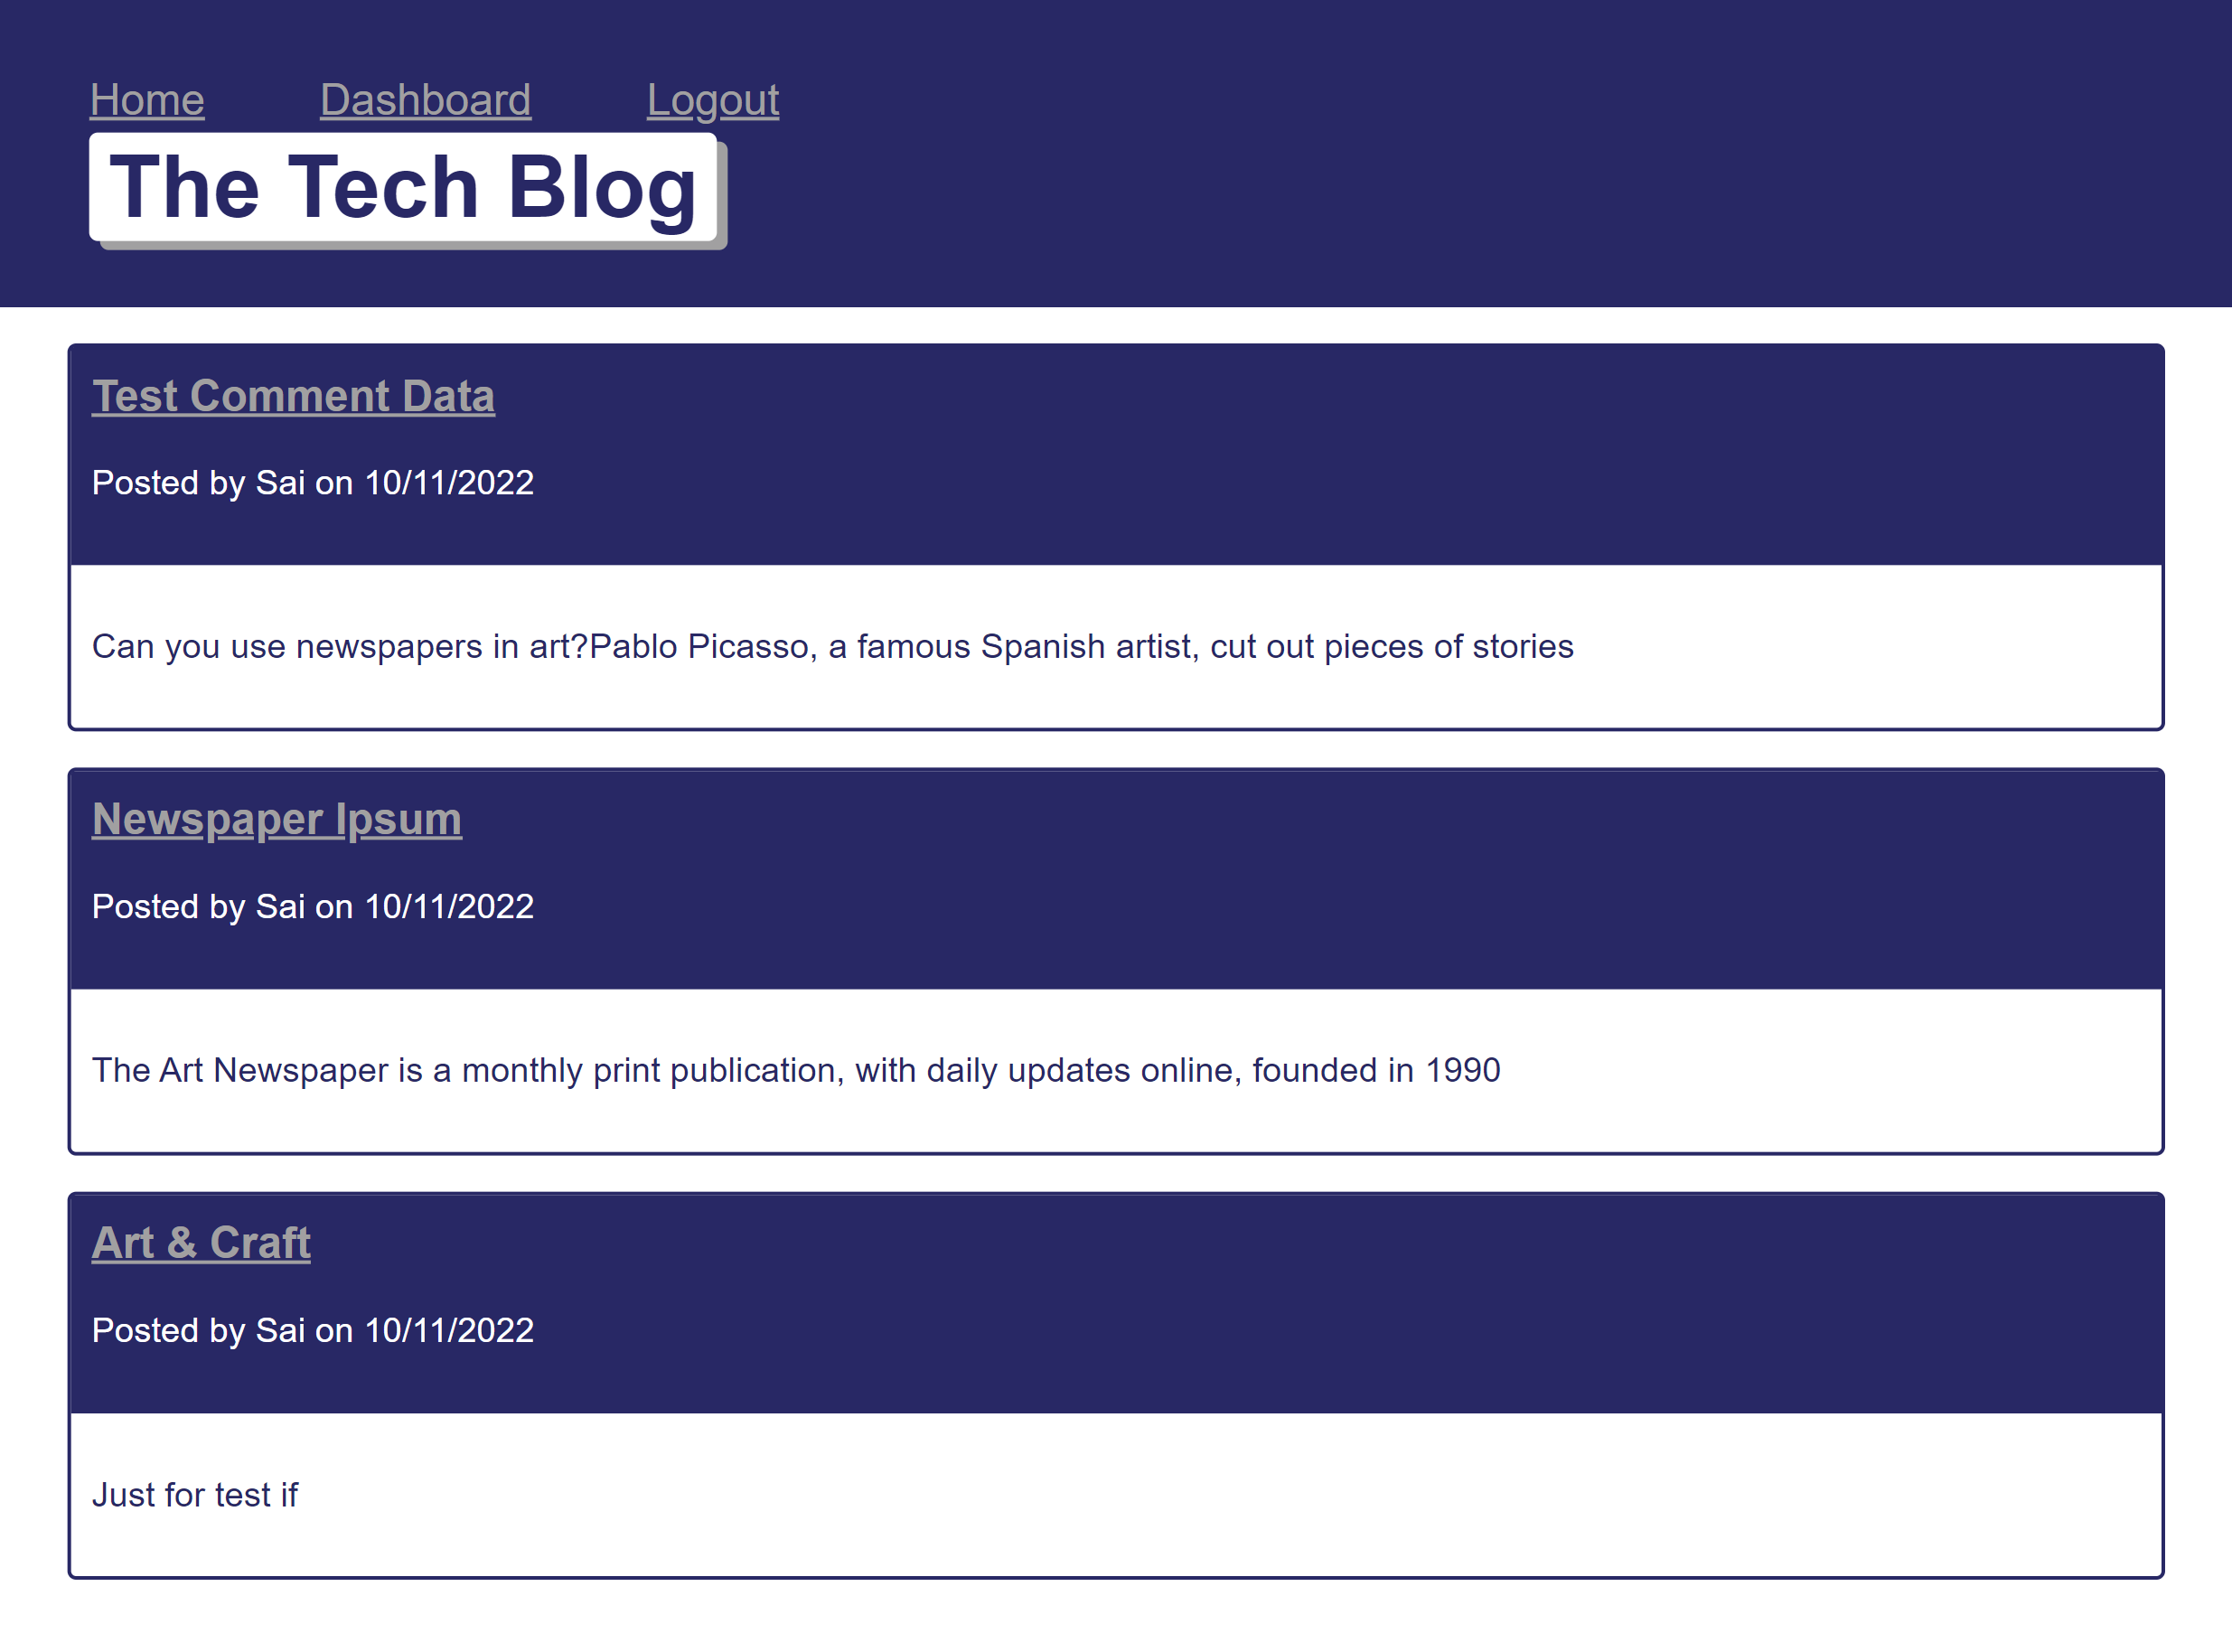 Home Dashboard Logout
The Tech Blog
Test Comment Data
Posted by Sai on 10/11/2022
Can you use newspapers in art?Pablo Picasso, a famous Spanish artist, cut out pieces of stories
Newspaper Ipsum
Posted by Sai on 10/11/2022
The Art Newspaper is a monthly print publication, with daily updates online, founded in 1990
Art & Craft
Posted by Sai on 10/11/2022
Just for test if